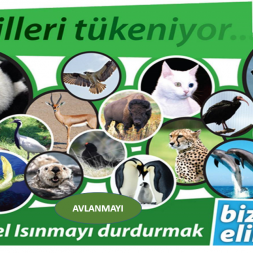 illeri tükeniyor...
AVLANMAYI
el Isınmayı durdurmak
biz
eli